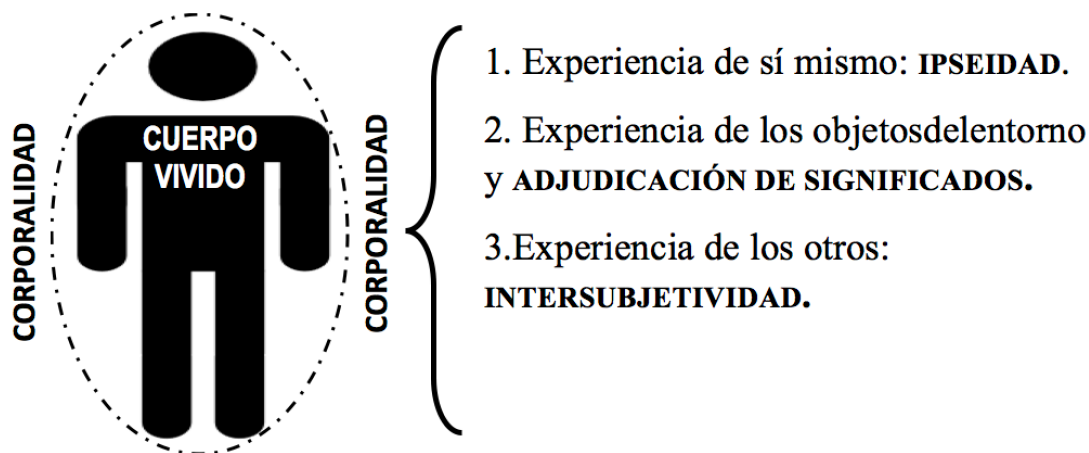 CORPORALIDAD
CUERPO
VIVIDO
CORPORALIDAD
1. Experiencia de sí mismo: IPSEIDAD.
2. Experiencia de los objetosdelentorno
y ADJUDICACIÓN DE SIGNIFICADOS.
3.Experiencia de los otros:
INTERSUBJETIVIDAD.